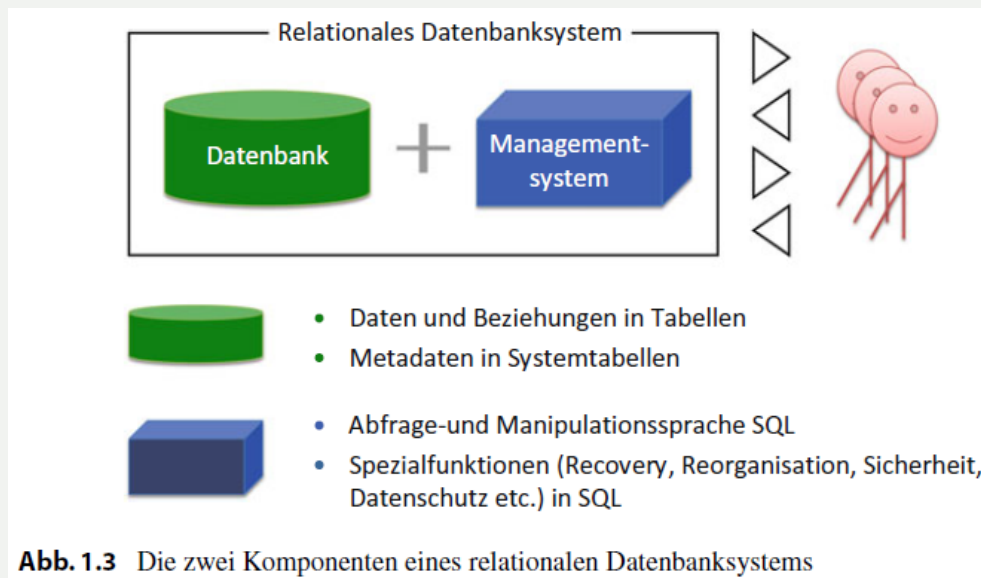 Relationales Datenbanksystem
Datenbank
Management-
system
• Daten und Beziehungen in Tabellen
• Metadaten in Systemtabellen
• Abfrage-und Manipulationssprache SQL
• Spezialfunktionen (Recovery, Reorganisation, Sicherheit,
Datenschutz etc.) in SQL
Abb. 1.3 Die zwei Komponenten eines relationalen Datenbanksystems